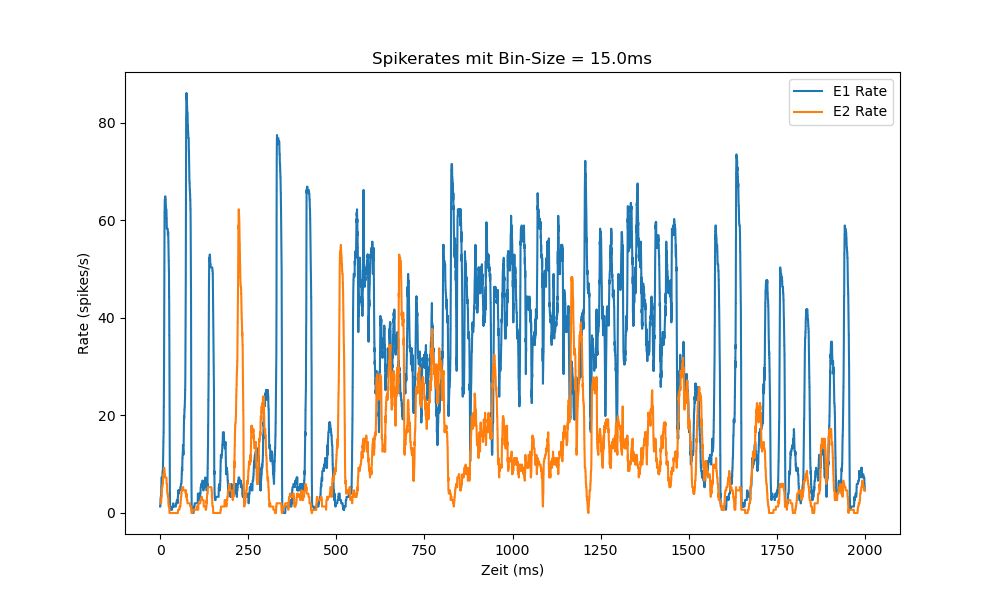 Spikerates mit Bin-Size = 15.0ms
E1 Rate
E2 Rate
Rate (spikes/s)
80
60
40
20
0
0 250 500 750 1000 1250 1500 1750 2000
Zeit (ms)